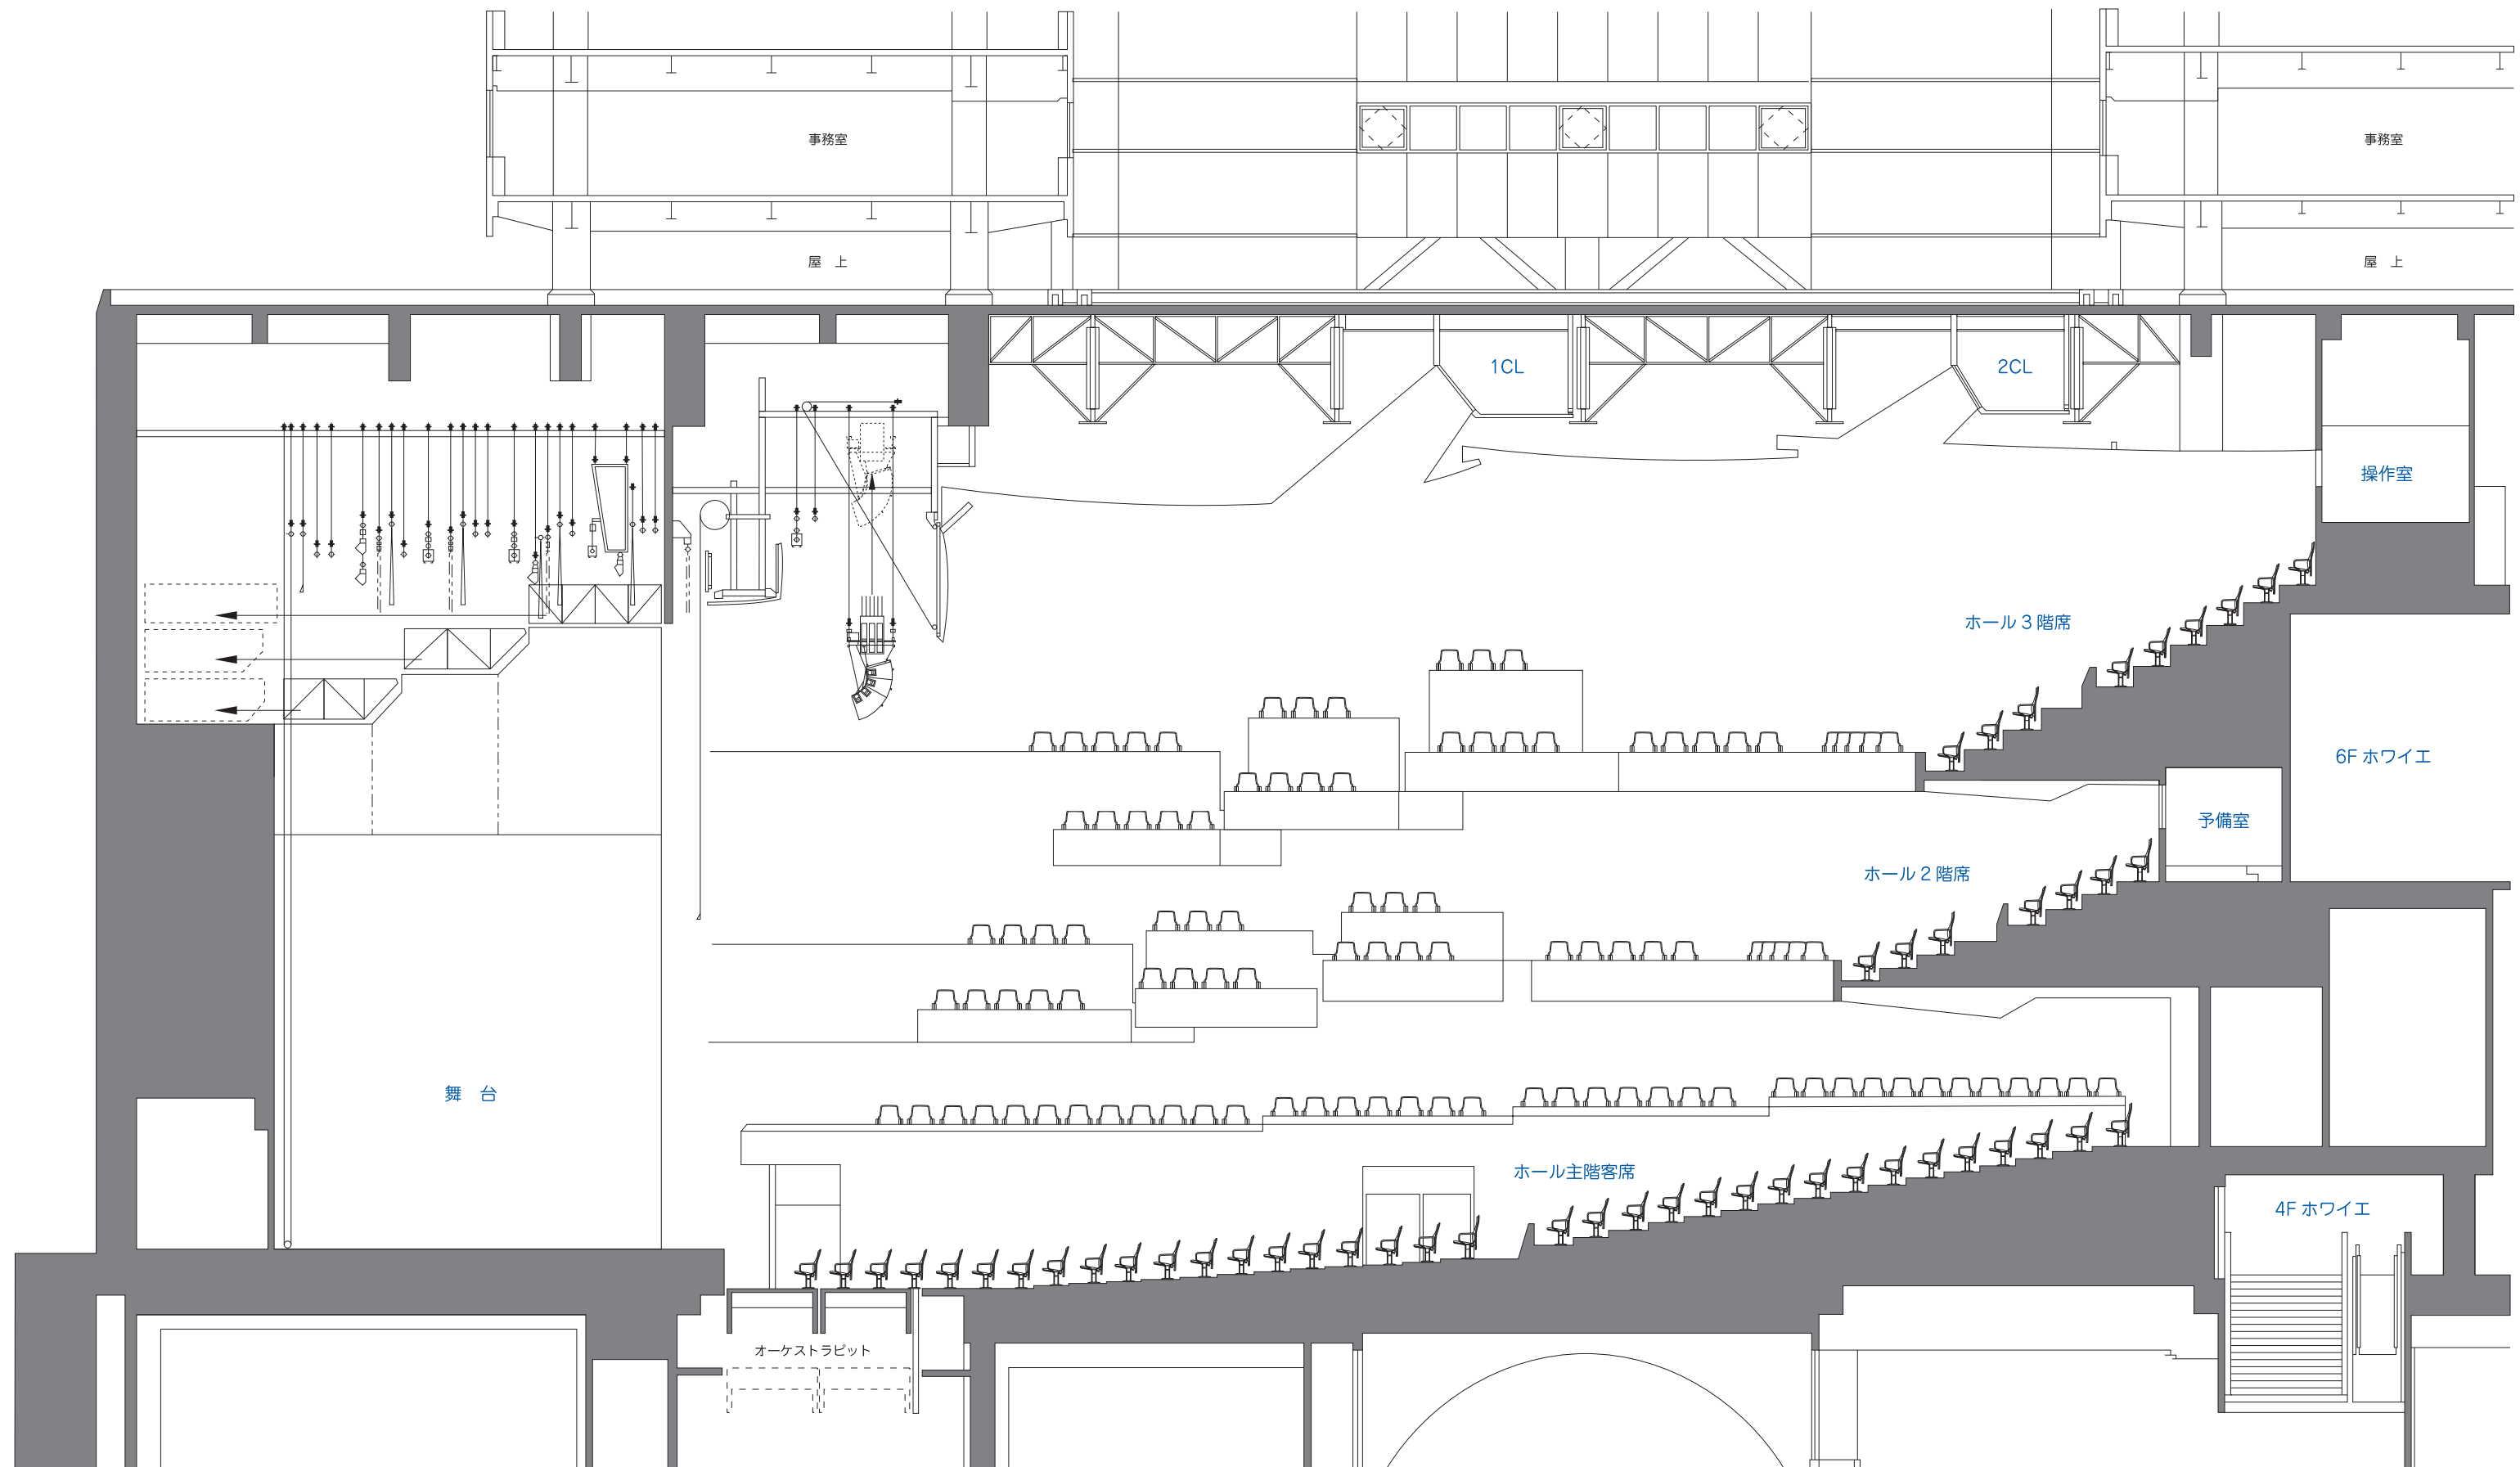 事務室
事務室
屋 上
屋 上
1CL
2CL
操作室
ホール3階席
6F ホワイエ
予備室
ホール2階席
舞 台
ホール主階客席
4F ホワイエ
オーケストラピット